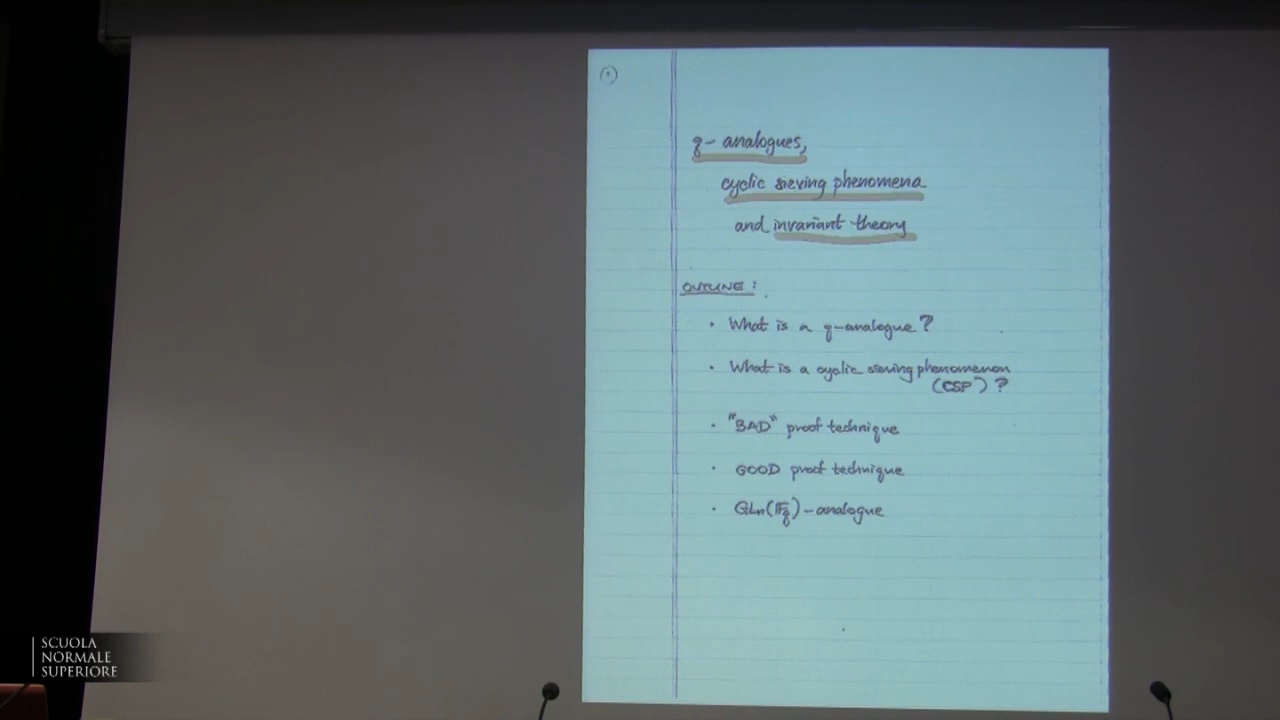 1
q- analogues,
cyclic sieving phenomena
and invariant theory
OUTLINE:
• What is a q-analogue?
• What is a cyclic sieving phenomenon
(CSP)?
• "BAD" proof technique
• GOOD proof technique
• GLn(𝔽q)-analogue
SCUOLA
NORMALE
SUPERIORE